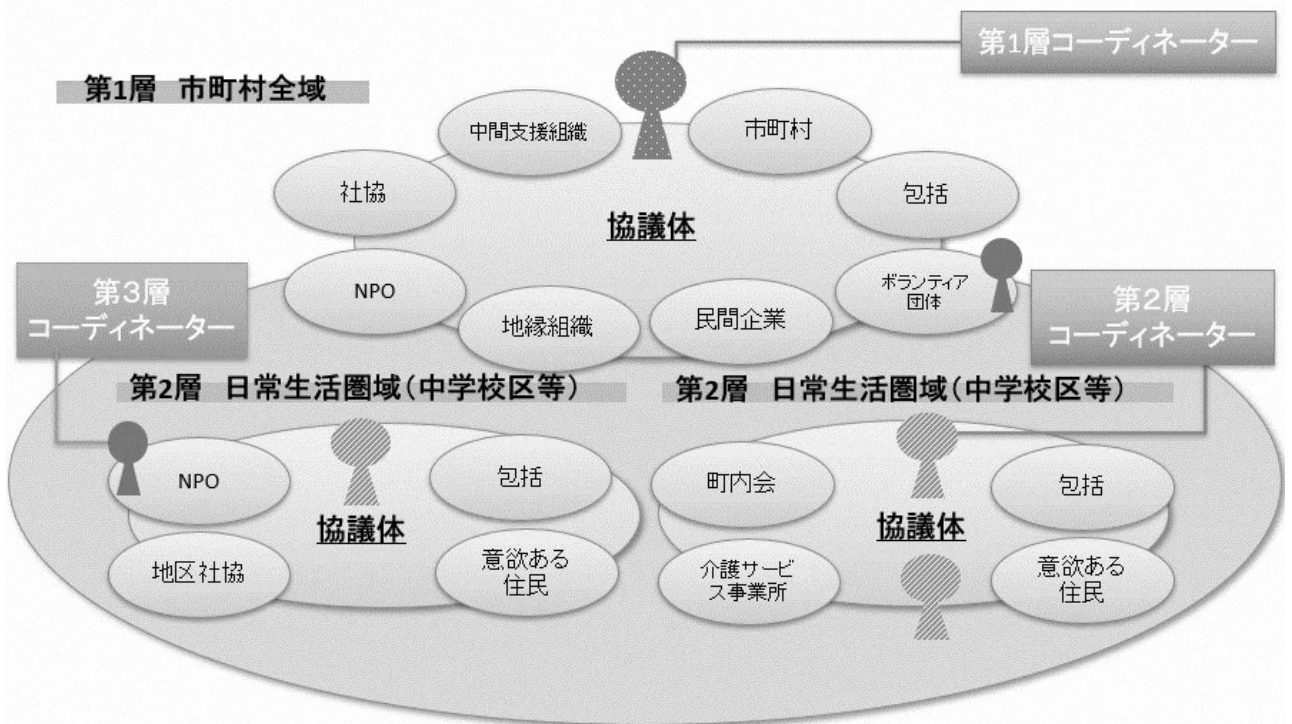 第1層コーディネーター
第1層 市町村全域
中間支援組織
市町村
社協
包括
協議体
NPO
ボランティア
団体
地縁組織
民間企業
第3層
コーディネーター
第2層
コーディネーター
第2層 日常生活圏域(中学校区等)
第2層 日常生活圏域(中学校区等)
NPO
包括
協議体
地区社協
意欲ある
住民
町内会
包括
協議体
介護サービ
ス事業所
意欲ある
住民